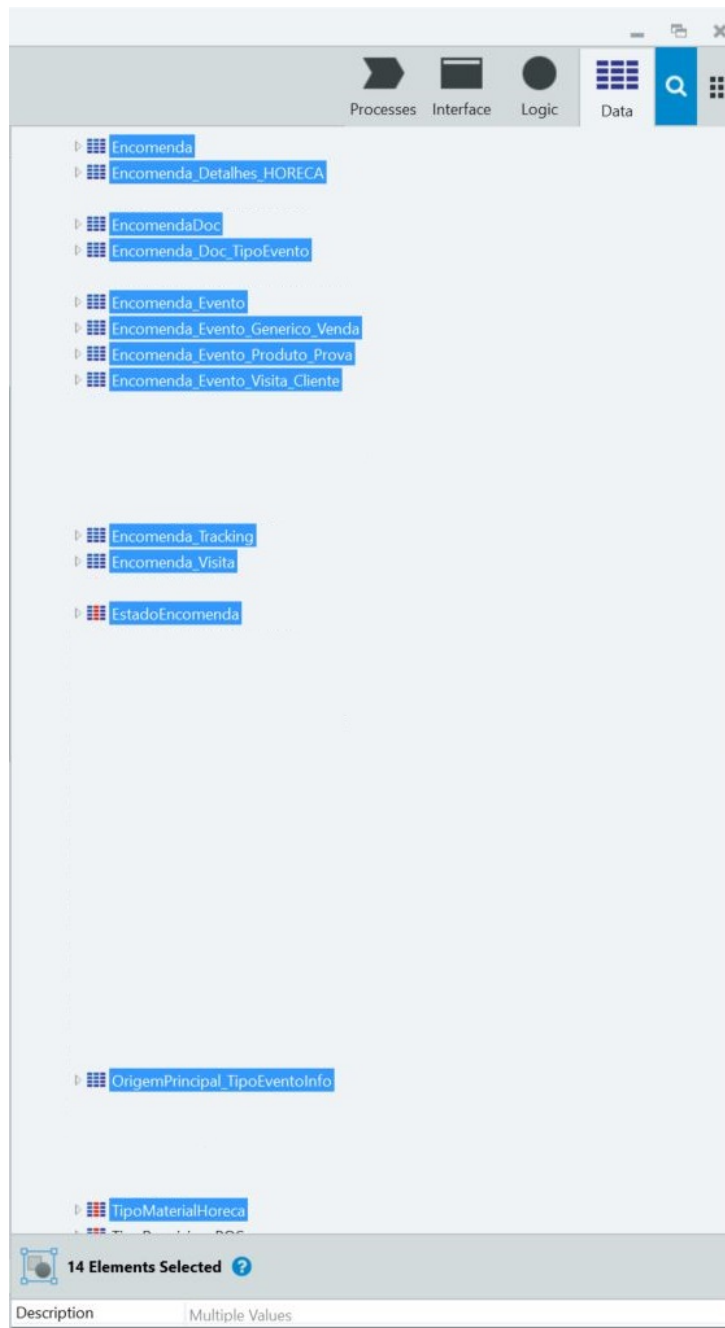 Processes Interface Logic Data
Encomenda
Encomenda_Detalhes_HORECA
EncomendaDoc
Encomenda_Doc_TipoEvento
Encomenda_Evento
Encomenda_Evento_Generico_Venda
Encomenda_Evento_Produto_Prova
Encomenda_Evento_Visita_Cliente
Encomenda_Tracking
Encomenda_Visita
EstadoEncomenda
OrigemPrincipal_TipoEventoInfo
TipoMaterialHoreca
14 Elements Selected ?
Description Multiple Values